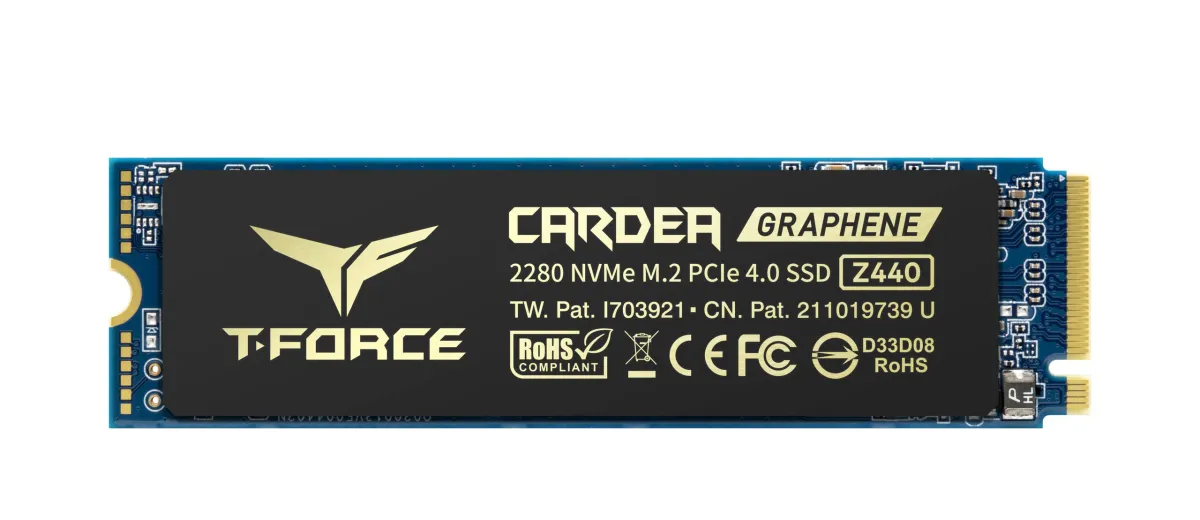 T-FORCE
CARDEA GRAPHENE
2280 NVMe M.2 PCIe 4.0 SSD Z440
TW. Pat. I703921 ▪ CN. Pat. 211019739 U
RoHS
COMPLIANT
CE FC
D33D08
RoHS
HL